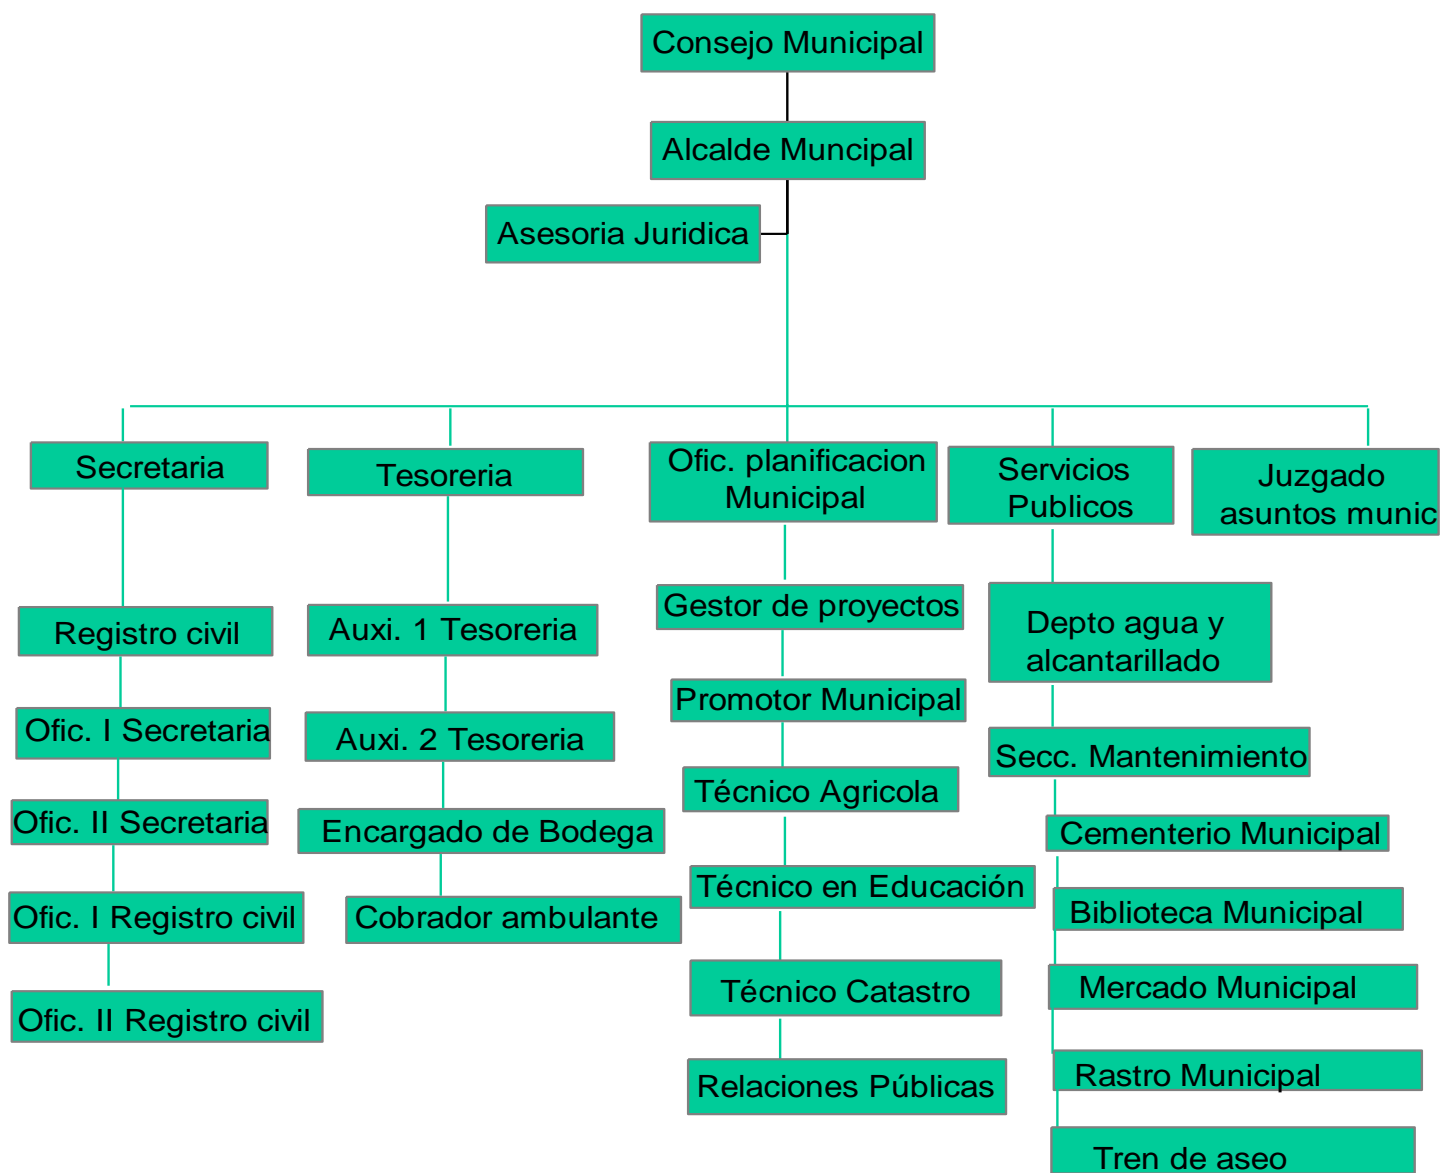 Consejo Municipal
Alcalde Muncipal
Asesoria Juridica
Secretaria
Tesoreria
Ofic. planificacion
Municipal
Servicios
Publicos
Juzgado
asuntos munic
Registro civil
Ofic. I Secretaria
Ofic. II Secretaria
Ofic. I Registro civil
Ofic. II Registro civil
Auxi. 1 Tesoreria
Auxi. 2 Tesoreria
Encargado de Bodega
Cobrador ambulante
Gestor de proyectos
Promotor Municipal
Técnico Agricola
Técnico en Educación
Técnico Catastro
Relaciones Públicas
Depto agua y
alcantarillado
Secc. Mantenimiento
Cementerio Municipal
Biblioteca Municipal
Mercado Municipal
Rastro Municipal
Tren de aseo